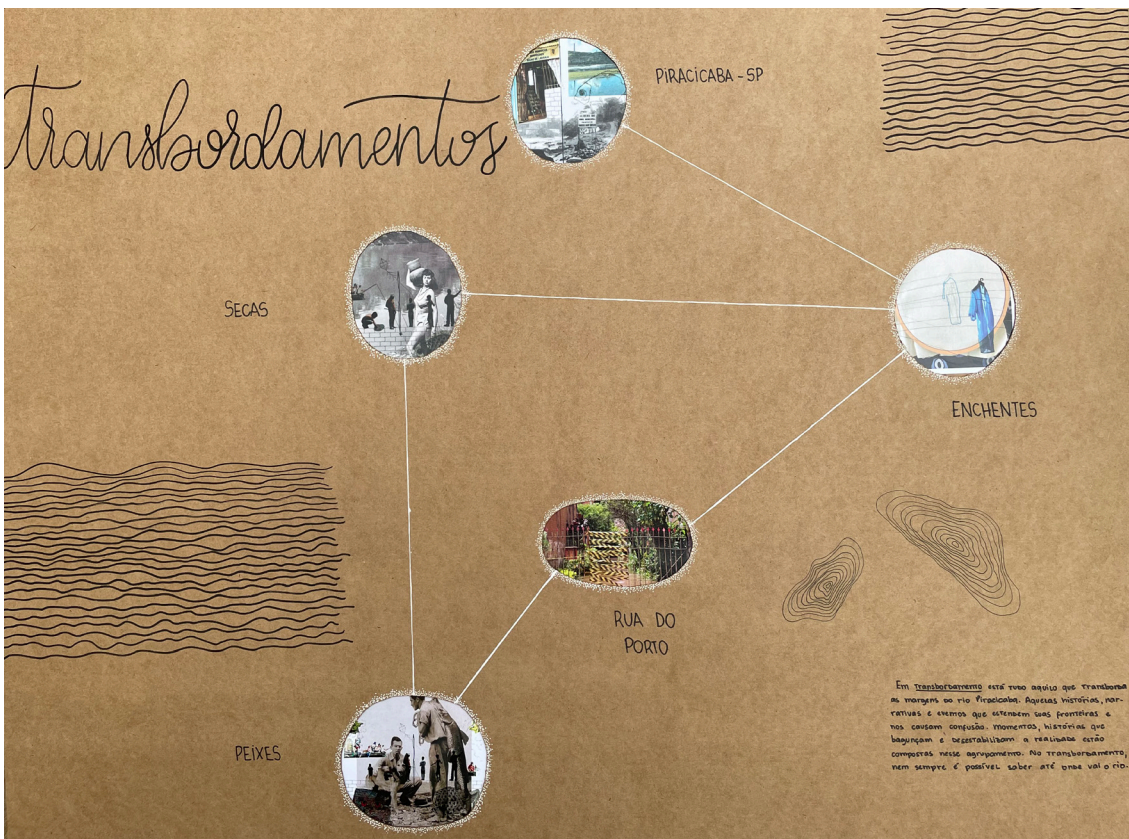 transbordamentos
PIRACICABA - SP
SECAS
ENCHENTES
RUA DO
PORTO
PEIXES
Em transbordamento está tudo aquilo que transborda
as margens do rio Piracicaba. Aquelas histórias, nar-
rativas e eventos que estendem suas fronteiras e
nos causam confusão. Momentos, histórias que
bagunçam e desestabilizam a realidade estão
compostas nesse agrupamento. No transbordamento,
nem sempre é possível saber até onde vai o rio.